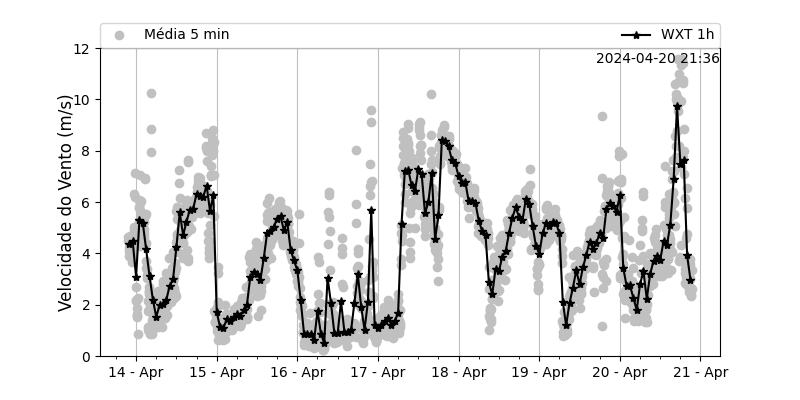 Média 5 min
WXT 1h
2024-04-20 21:36
Velocidade do Vento (m/s)
12
10
8
6
4
2
0
14 - Apr
15 - Apr
16 - Apr
17 - Apr
18 - Apr
19 - Apr
20 - Apr
21 - Apr